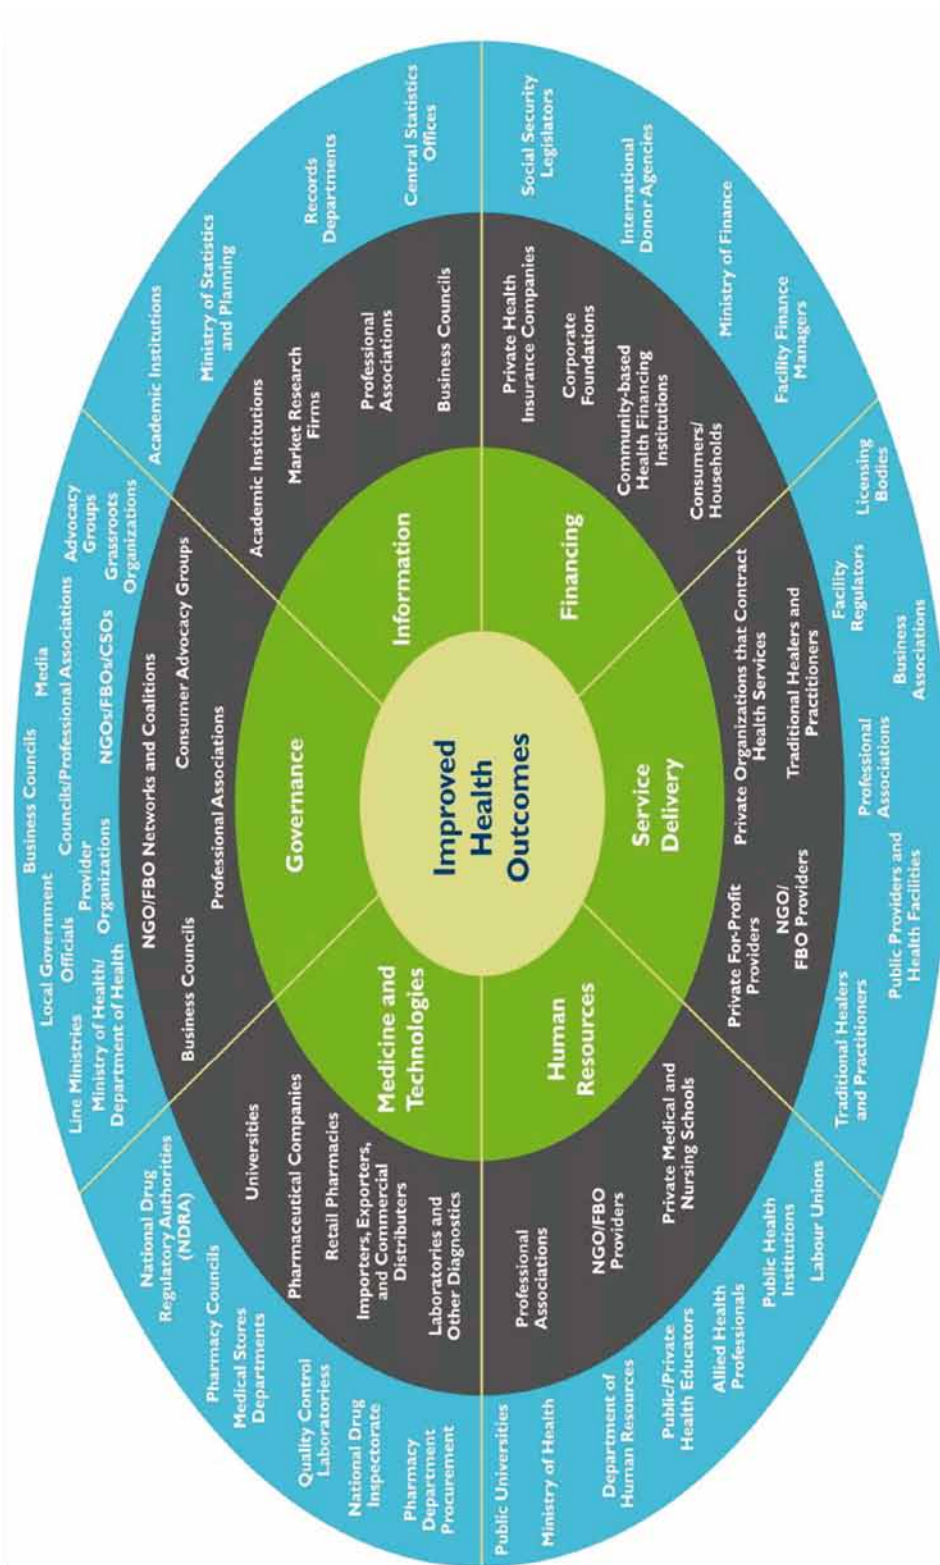 Improved
Health
Outcomes
Governance
Information
Financing
Service
Delivery
Human
Resources
Medicine and
Technologies
NGO/FBO Networks and Coalitions
Consumer Advocacy Groups
Professional Associations
Business Councils
Academic Institutions
Market Research
Firms
Professional
Associations
Business Councils
Private Health
Insurance Companies
Corporate
Foundations
Community-based
Health Financing
Institutions
Consumers/
Households
Private Organizations that Contract
Health Services
Traditional Healers and
Practitioners
Private For-Profit
Providers
NGO/
FBO Providers
Private Medical and
Nursing Schools
NGO/FBO
Providers
Professional
Associations
Universities
Pharmaceutical Companies
Retail Pharmacies
Importers, Exporters,
and Commercial
Distributers
Laboratories and
Other Diagnostics
Line Ministries
Ministry of Health/
Department of Health
Local Government
Officials
Provider
Organizations
Business Councils
Councils/Professional Associations
Media
NGOs/FBOs/CSOs
Advocacy
Groups
Grassroots
Organizations
Academic Institutions
Ministry of Statistics
and Planning
Records
Departments
Central Statistics
Offices
Social Security
Legislators
International
Donor Agencies
Ministry of Finance
Facility Finance
Managers
Licensing
Bodies
Facility
Regulators
Business
Associations
Professional
Associations
Public Providers and
Health Facilities
Traditional Healers
and Practitioners
Labour Unions
Public Health
Institutions
Allied Health
Professionals
Public/Private
Health Educators
Department of
Human Resources
Ministry of Health
Public Universities
National Drug
Regulatory Authorities
(NDRA)
Pharmacy Councils
Medical Stores
Departments
Quality Control
Laboratoriess
National Drug
Inspectorate
Pharmacy
Department
Procurement